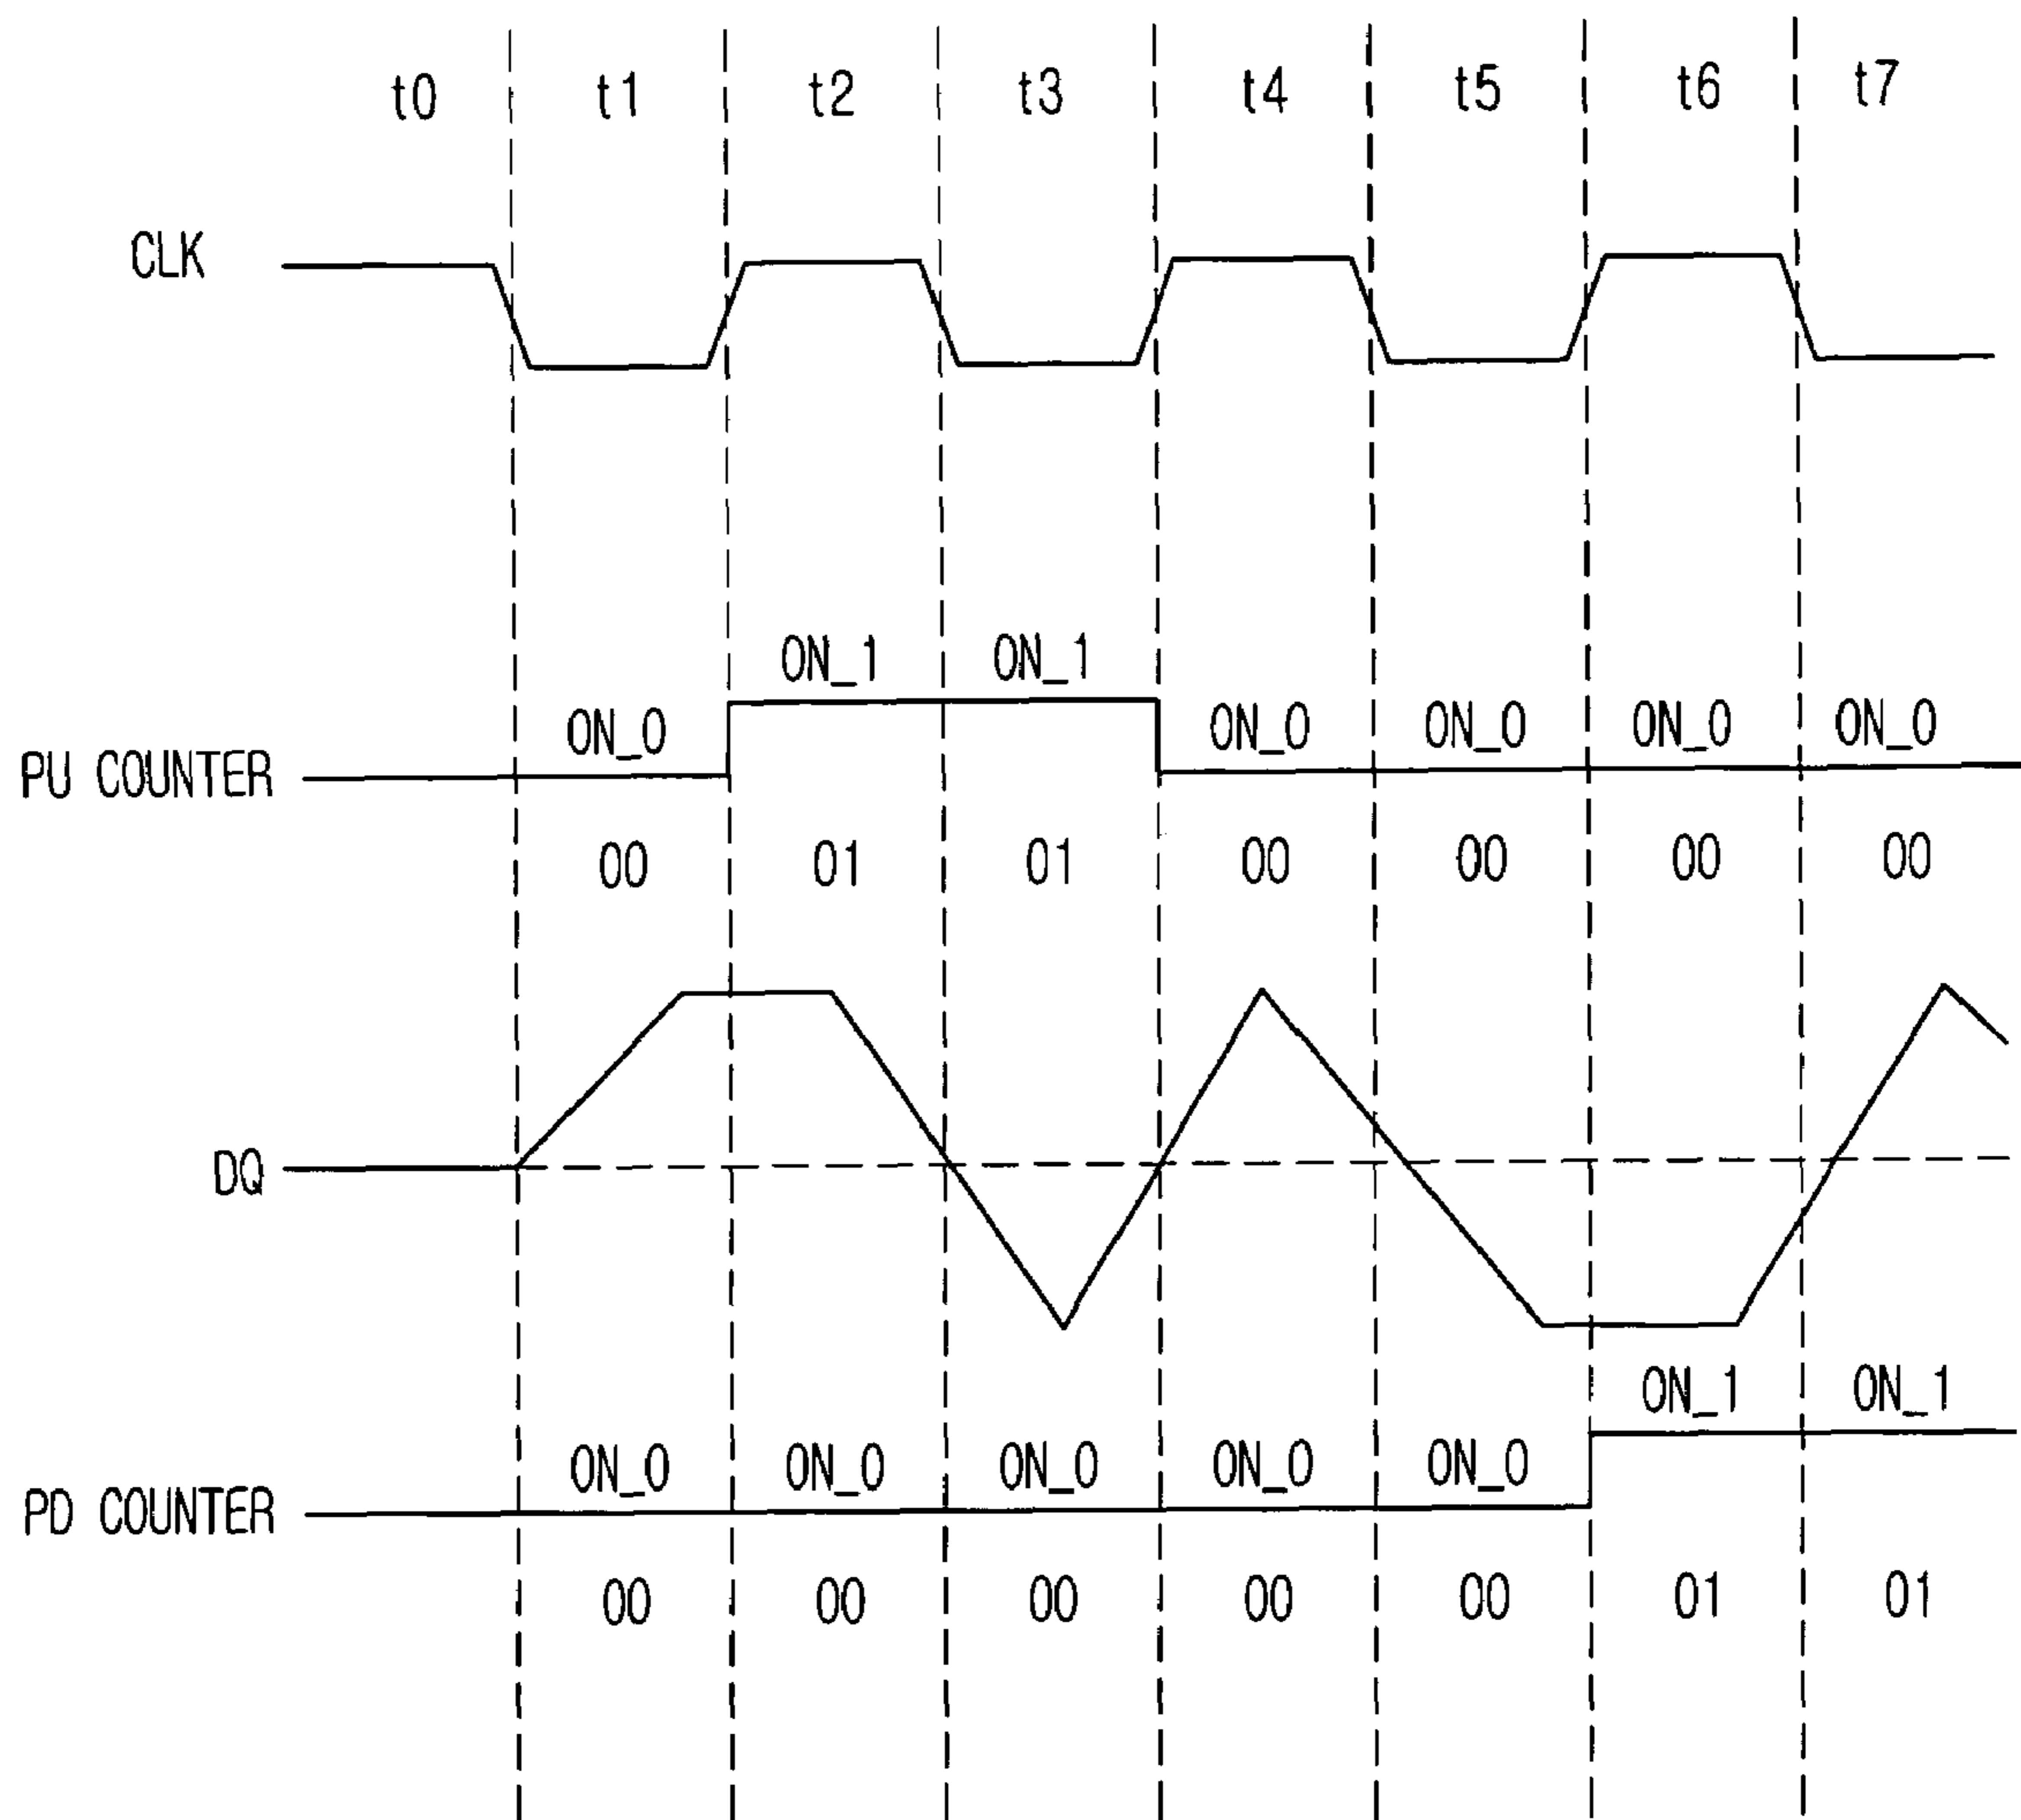 t0 t1 t2 t3 t4 t5 t6 t7
CLK
ON_1 ON_1
ON_0 ON_0 ON_0 ON_0 ON_0
PU COUNTER
00 01 01 00 00 00 00
DQ
ON_1 ON_1
ON_0 ON_0 ON_0 ON_0 ON_0
PD COUNTER
00 00 00 00 00 01 01